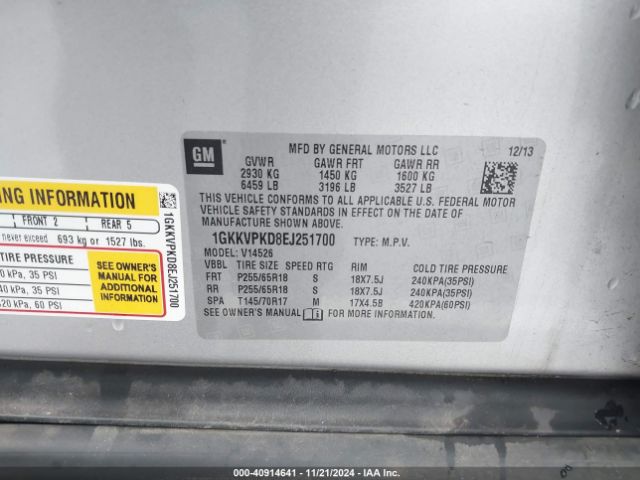 GM
MFD BY GENERAL MOTORS LLC 12/13
GVWR GAWR FRT GAWR RR
2930 KG 1450 KG 1600 KG
6459 LB 3196 LB 3527 LB
THIS VEHICLE CONFORMS TO ALL APPLICABLE U.S. FEDERAL MOTOR
VEHICLE SAFETY STANDARDS IN EFFECT ON THE DATE OF
MANUFACTURE SHOWN ABOVE.
1GKKVPKD8EJ251700 TYPE: M.P.V.
MODEL: V14526
VBBL TIRE SIZE SPEED RTG RIM COLD TIRE PRESSURE
FRT P255/65R18 S 18X7.5J 240KPA(35PSI)
RR P255/65R18 S 18X7.5J 240KPA(35PSI)
SPA T145/70R17 M 17X4.5B 420KPA(60PSI)
SEE OWNER'S MANUAL FOR MORE INFORMATION.
ING INFORMATION
FRONT 2 REAR 5
never exceed 693 kg or 1527 lbs.
TIRE PRESSURE
0 kPa, 35 PSI
40 kPa, 35 PSI
420 kPa, 60 PSI
SEE OWNER'S
MANUAL FOR
ADDITIONAL
INFORMATION
1GKKVPKD8EJ251700
000-40914641 - 11/21/2024 - IAA